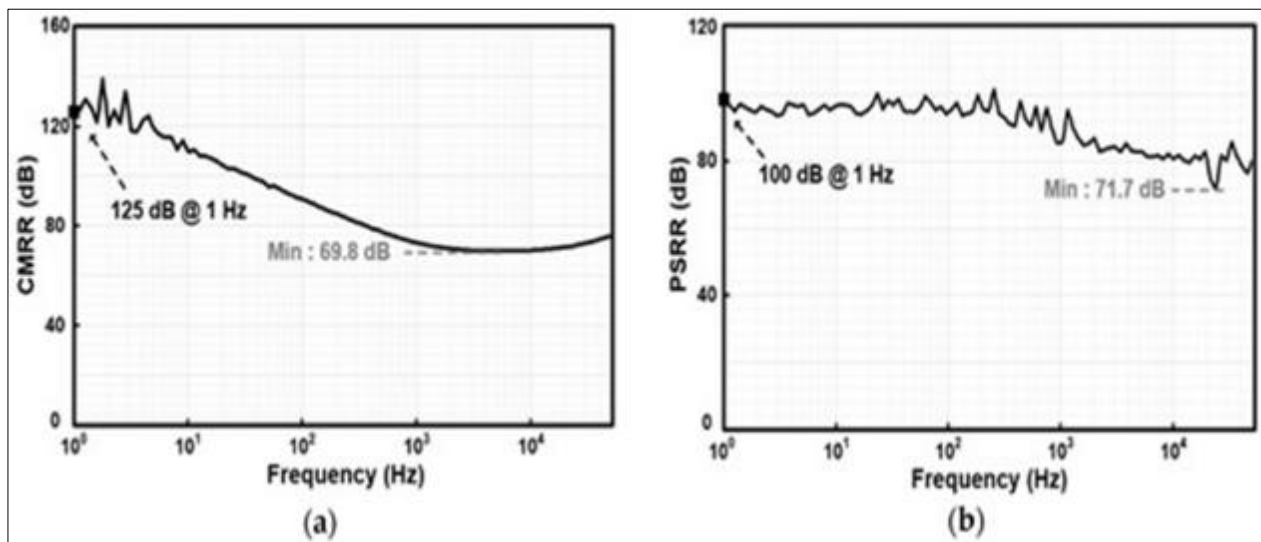 160
120
80
40
0
CMRR (dB)
125 dB @ 1 Hz
Min : 69.8 dB
10⁰ 10¹ 10² 10³ 10⁴
Frequency (Hz)
(a)
120
80
40
0
PSRR (dB)
100 dB @ 1 Hz
Min : 71.7 dB
10⁰ 10¹ 10² 10³ 10⁴
Frequency (Hz)
(b)